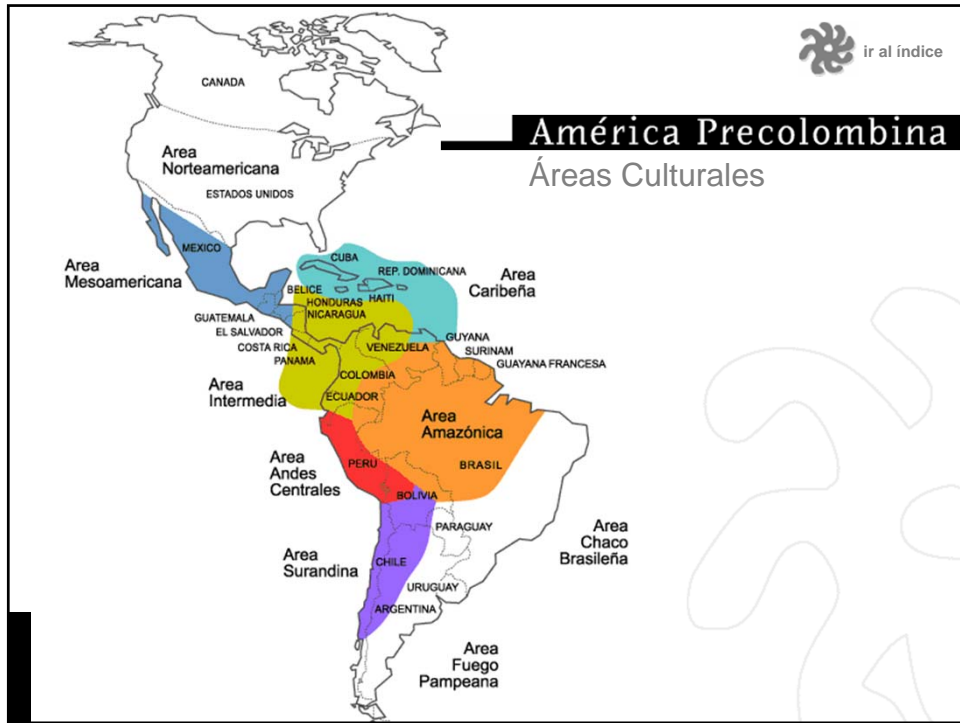 ir al índice
América Precolombina
Áreas Culturales
CANADA
Area
Norteamericana
ESTADOS UNIDOS
MEXICO
Area
Mesoamericana
CUBA
REP. DOMINICANA
Area
Caribeña
BELICE
HONDURAS
HAITI
NICARAGUA
GUATEMALA
EL SALVADOR
COSTA RICA
PANAMA
VENEZUELA
GUYANA
SURINAM
GUAYANA FRANCESA
COLOMBIA
Area
Intermedia
ECUADOR
Area
Amazónica
Area
Andes
Centrales
PERU
BRASIL
BOLIVIA
PARAGUAY
Area
Chaco
Brasileña
Area
Surandina
CHILE
URUGUAY
ARGENTINA
Area
Fuego
Pampeana